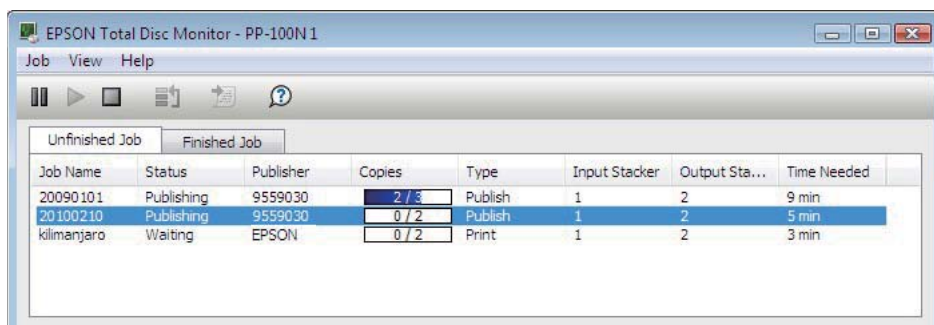 EPSON Total Disc Monitor - PP-100N 1
Job View Help
Unfinished Job Finished Job
Job Name Status Publisher Copies Type Input Stacker Output Sta... Time Needed
20090101 Publishing 9559030 2 / 3 Publish 1 2 9 min
20100210 Publishing 9559030 0 / 2 Publish 1 2 5 min
kilimanjaro Waiting EPSON 0 / 2 Print 1 2 3 min